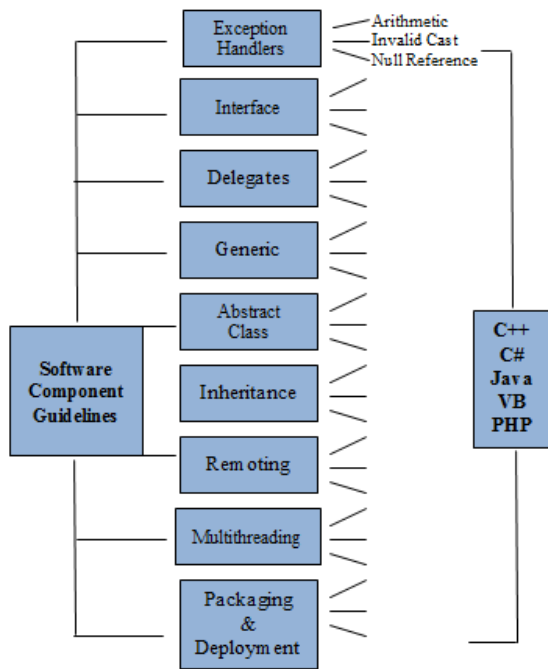 Exception
Handlers
Arithmetic
Invalid Cast
Null Reference
Interface
Delegates
Generic
Abstract
Class
Software
Component
Guidelines
Inheritance
Remoting
Multithreading
Packaging
&
Deployment
C++
C#
Java
VB
PHP